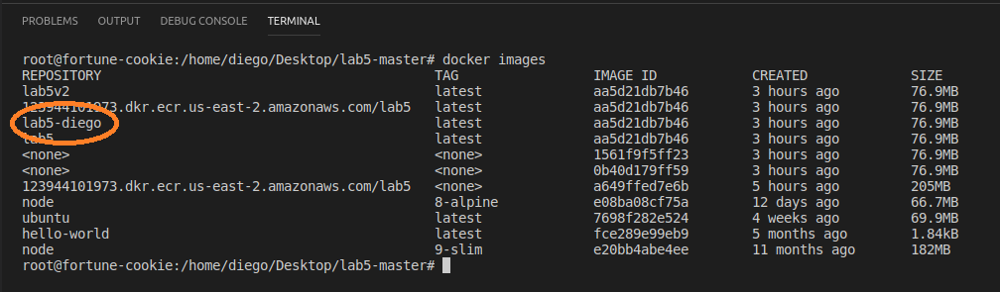 PROBLEMS OUTPUT DEBUG CONSOLE TERMINAL
root@fortune-cookie:/home/diego/Desktop/lab5-master# docker images
REPOSITORY TAG IMAGE ID CREATED SIZE
lab5v2 latest aa5d21db7b46 3 hours ago 76.9MB
123944101973.dkr.ecr.us-east-2.amazonaws.com/lab5 latest aa5d21db7b46 3 hours ago 76.9MB
lab5-diego latest aa5d21db7b46 3 hours ago 76.9MB
lab5 latest aa5d21db7b46 3 hours ago 76.9MB
<none> <none> 1561f9f5ff23 3 hours ago 76.9MB
<none> <none> 0b40d179ff59 3 hours ago 76.9MB
123944101973.dkr.ecr.us-east-2.amazonaws.com/lab5 <none> a649ffed7e6b 5 hours ago 205MB
node 8-alpine e08ba08cf75a 12 days ago 66.7MB
ubuntu latest 7698f282e524 4 weeks ago 69.9MB
hello-world latest fce289e99eb9 5 months ago 1.84kB
node 9-slim e20bb4abe4ee 11 months ago 182MB
root@fortune-cookie:/home/diego/Desktop/lab5-master#